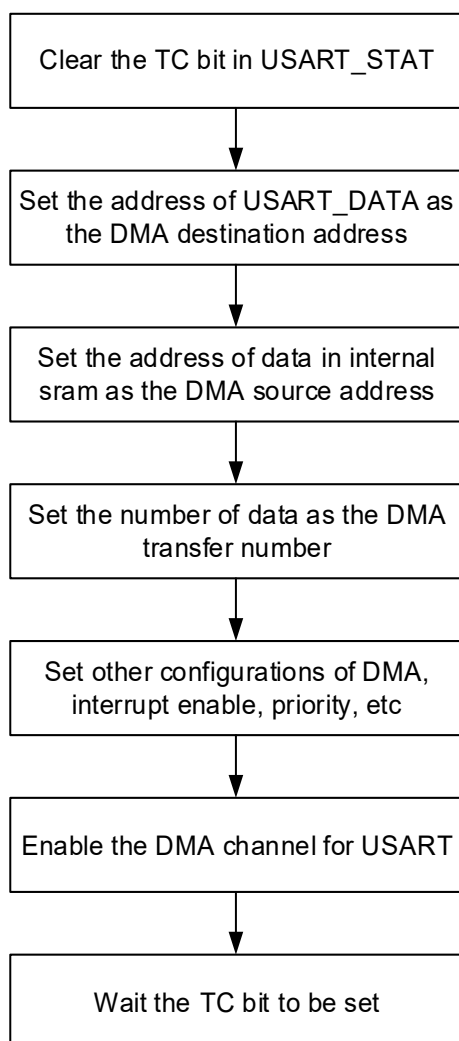 Clear the TC bit in USART_STAT
Set the address of USART_DATA as
the DMA destination address
Set the address of data in internal
sram as the DMA source address
Set the number of data as the DMA
transfer number
Set other configurations of DMA,
interrupt enable, priority, etc
Enable the DMA channel for USART
Wait the TC bit to be set